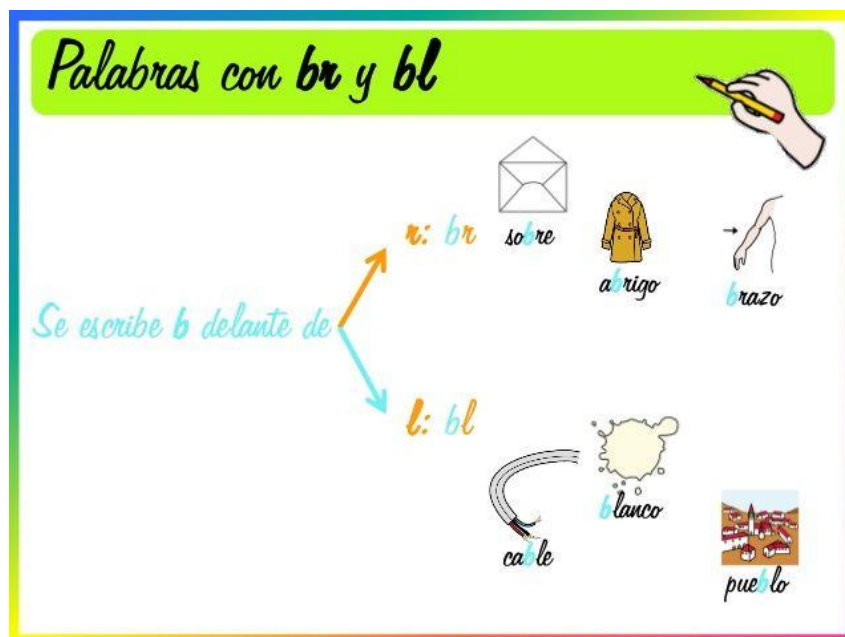 Palabras con br y bl
r: br
sobre
abrigo
brazo
Se escribe b delante de
l: bl
blanco
cable
pueblo